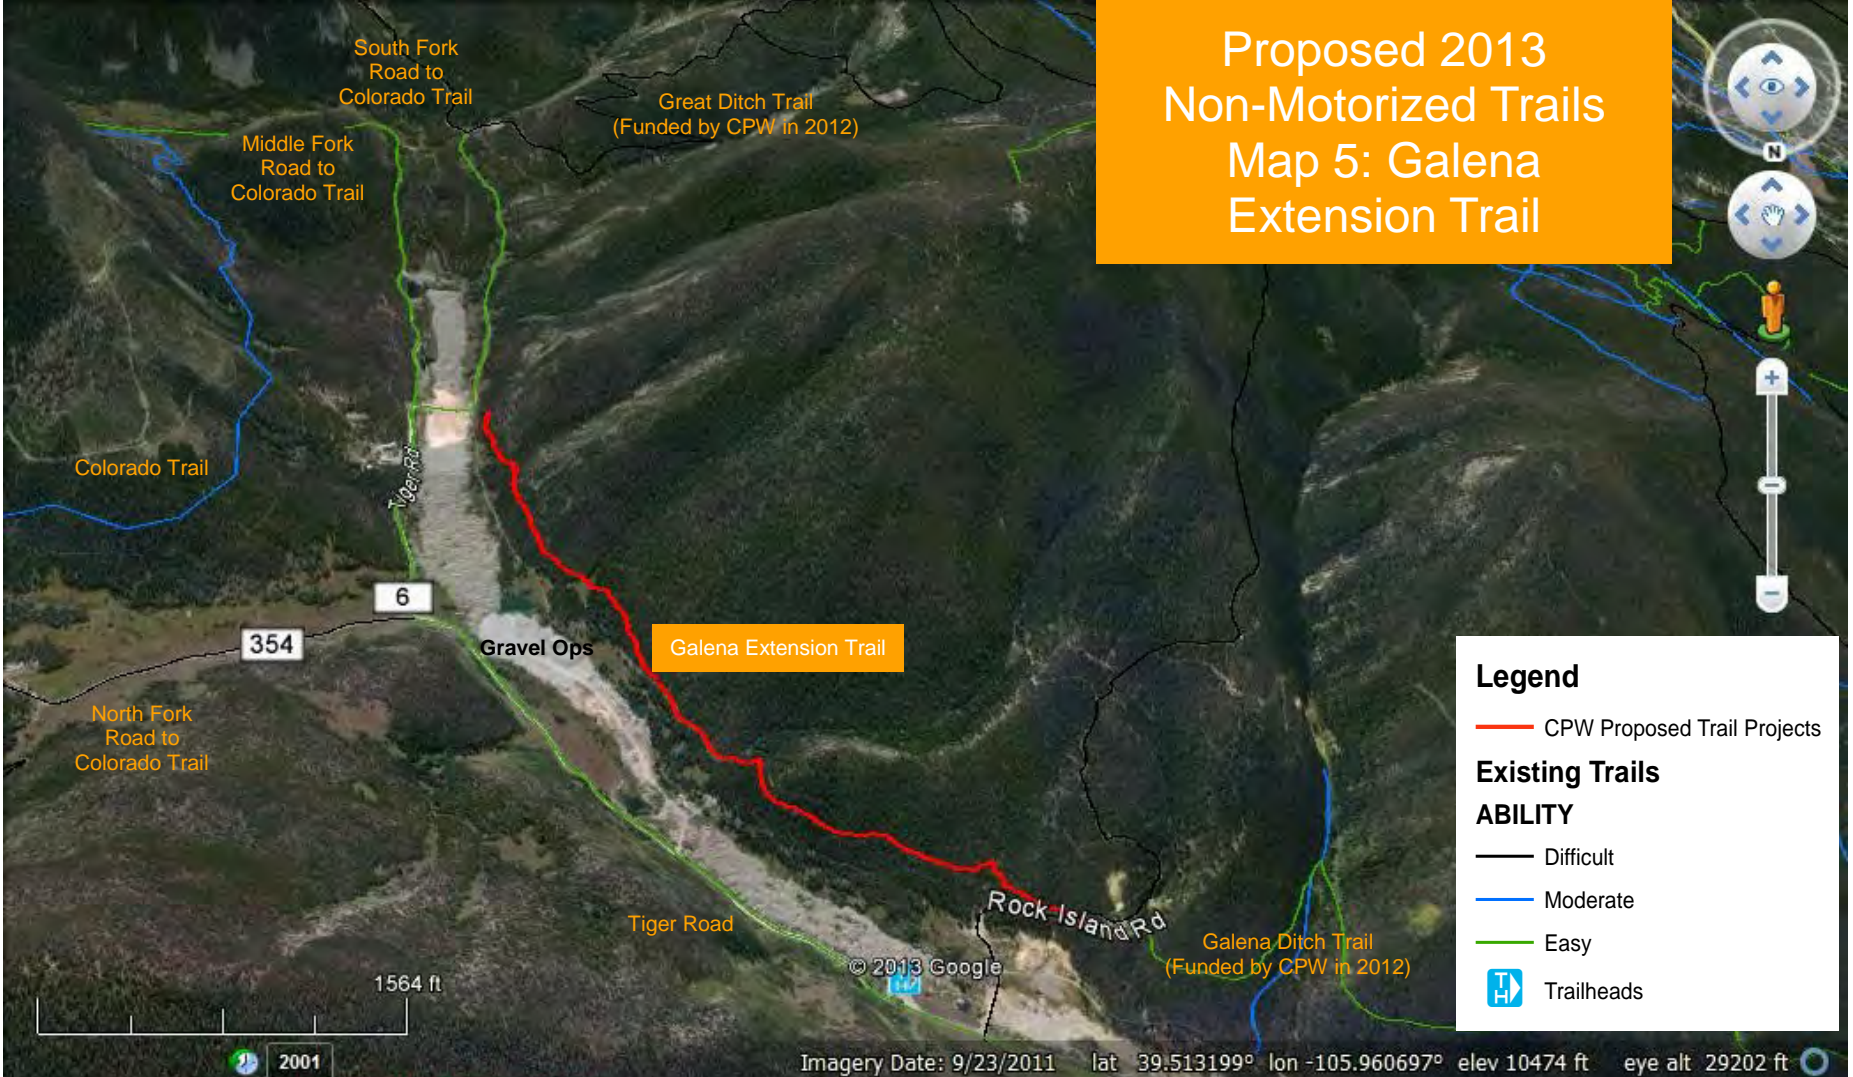 Proposed 2013
Non-Motorized Trails
Map 5: Galena
Extension Trail
South Fork
Road to
Colorado Trail
Great Ditch Trail
(Funded by CPW in 2012)
Middle Fork
Road to
Colorado Trail
N
Colorado Trail
Tiger Rd
6
354
Gravel Ops
Galena Extension Trail
North Fork
Road to
Colorado Trail
Tiger Road
Rock Island Rd
Galena Ditch Trail
(Funded by CPW in 2012)
© 2013 Google
TH
1564 ft
2001
Imagery Date: 9/23/2011 lat 39.513199° lon -105.960697° elev 10474 ft eye alt 29202 ft
Legend
CPW Proposed Trail Projects
Existing Trails
ABILITY
Difficult
Moderate
Easy
TH
Trailheads